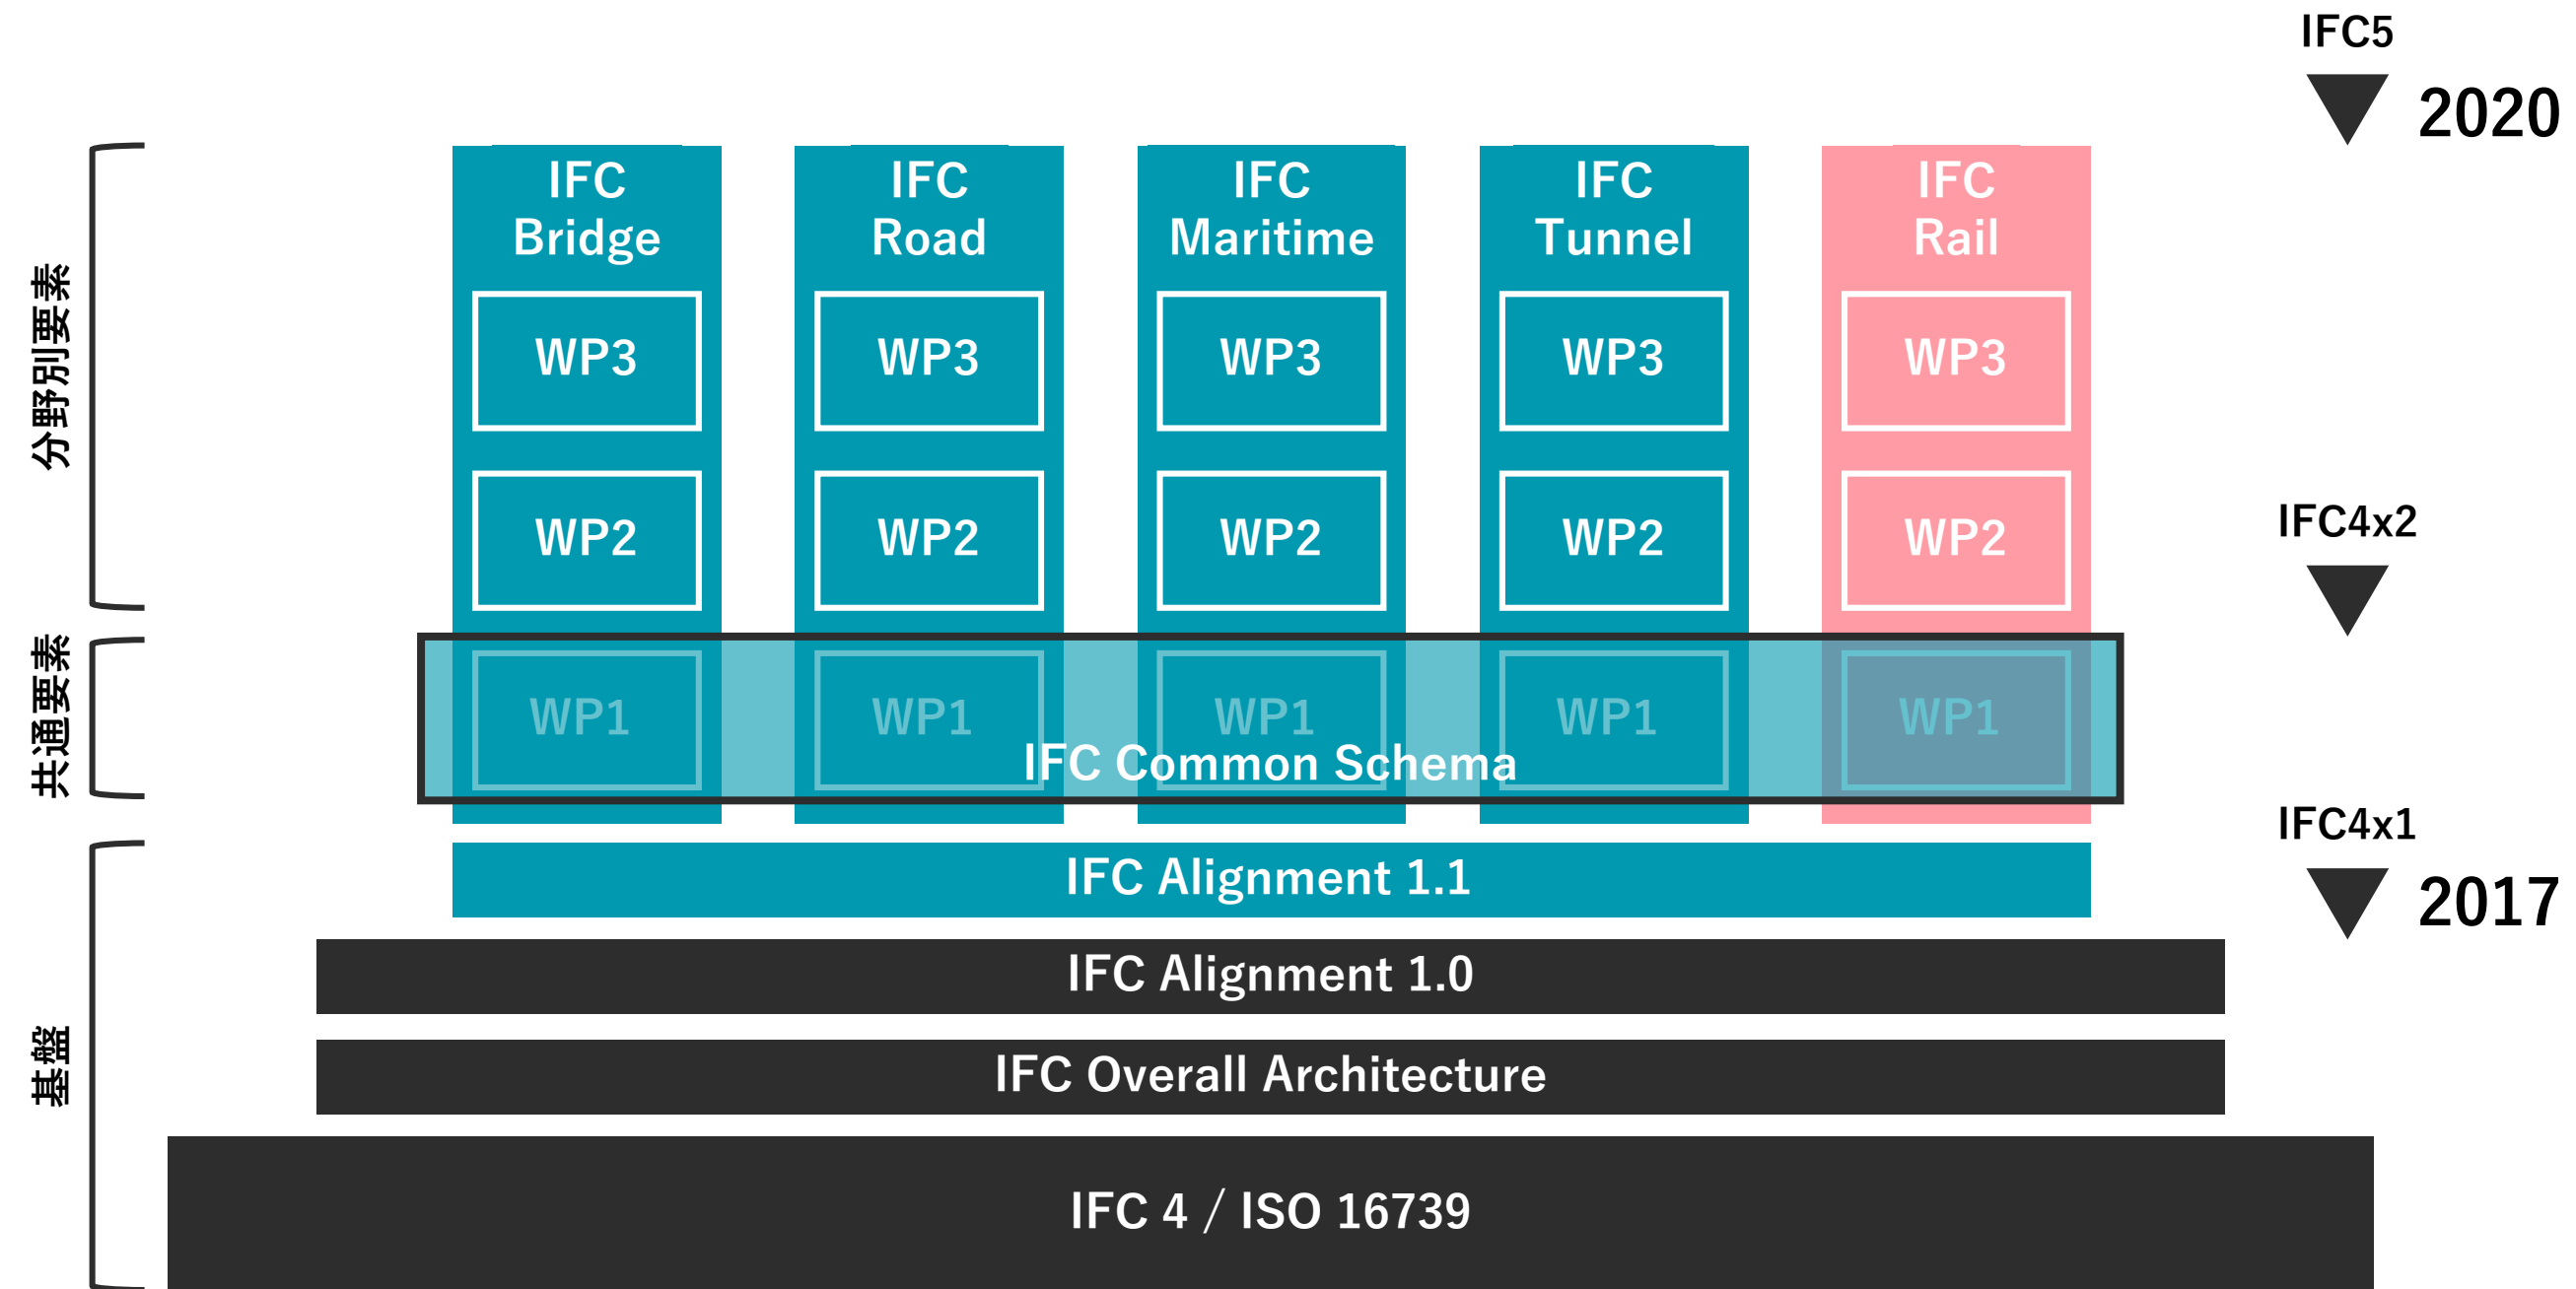 IFC5
2020
分野別要素
IFC
Bridge
IFC
Road
IFC
Maritime
IFC
Tunnel
IFC
Rail
WP3
WP3
WP3
WP3
WP3
WP2
WP2
WP2
WP2
WP2
IFC4x2
共通要素
WP1
WP1
WP1
WP1
WP1
IFC Common Schema
IFC4x1
2017
基盤
IFC Alignment 1.1
IFC Alignment 1.0
IFC Overall Architecture
IFC 4 / ISO 16739